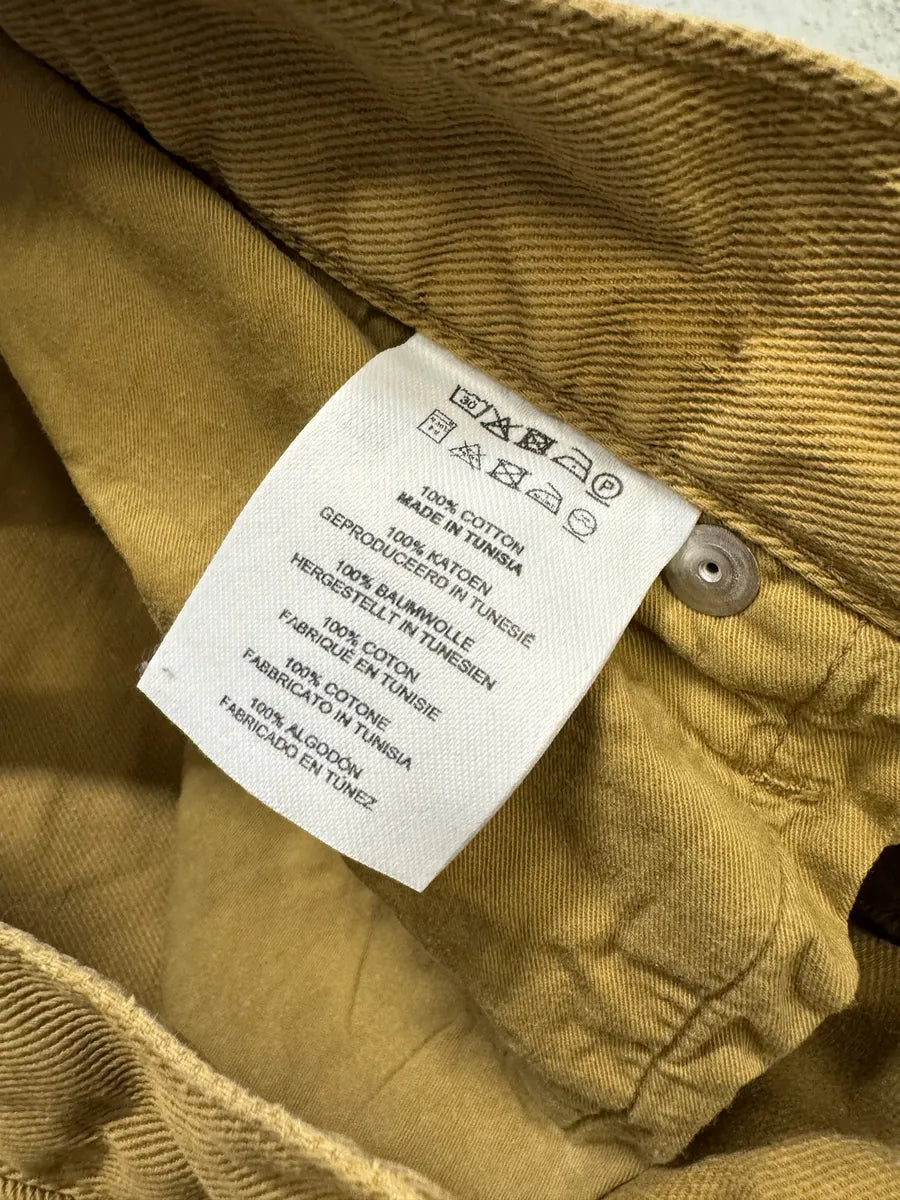 30
P
100% COTTON
MADE IN TUNISIA
100% KATOEN
GEPRODUCEERD IN TUNESIË
100% BAUMWOLLE
HERGESTELLT IN TUNESIEN
100% COTON
FABRIQUÉ EN TUNISIE
100% COTONE
FABBRICATO IN TUNISIA
100% ALGODÓN
FABRICADO EN TÚNEZ